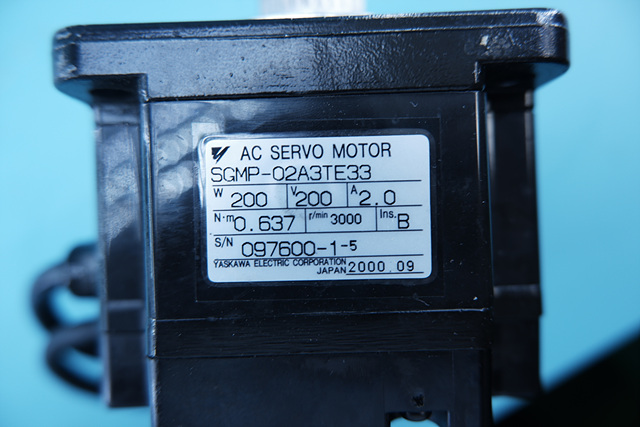 AC SERVO MOTOR
SGMP-02A3TE33
W 200 V 200 A 2.0
N·m 0.637 r/min 3000 Ins. B
S/N 097600-1-5
YASKAWA ELECTRIC CORPORATION
JAPAN 2000.09